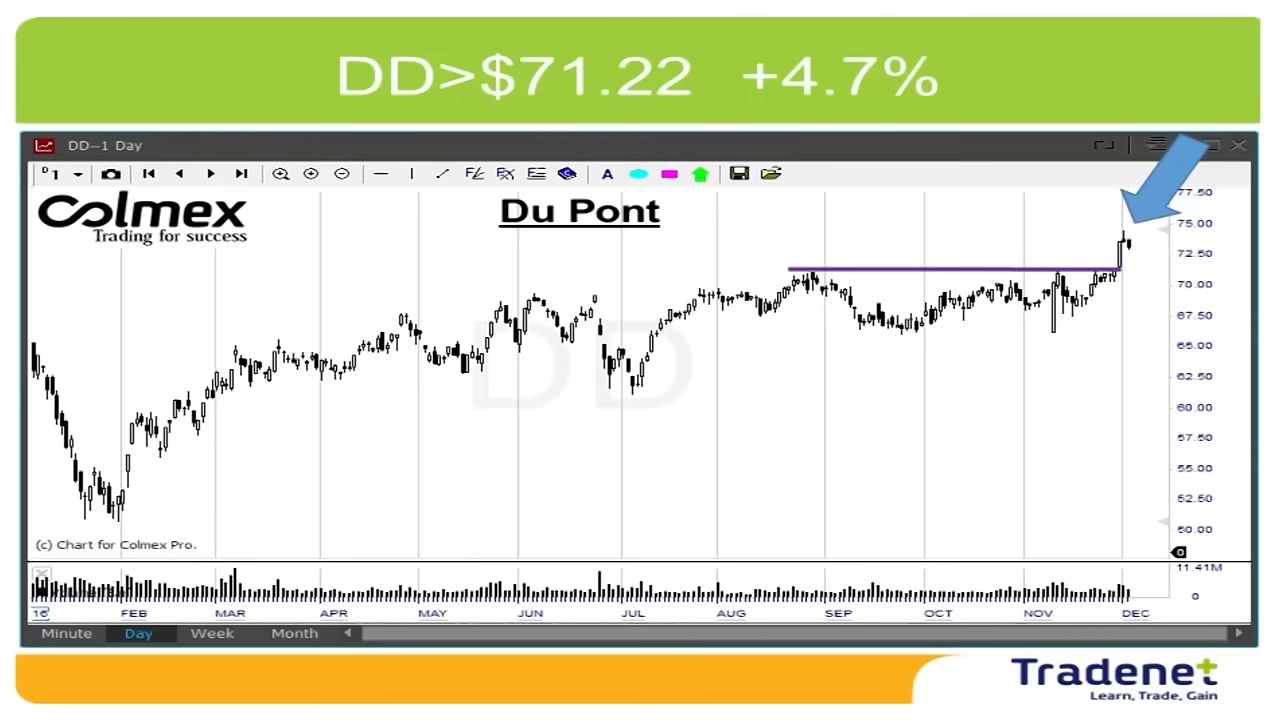 DD>$71.22 +4.7%
DD−1 Day
D1
A
Colmex
Trading for success
Du Pont
DD
77.50
75.00
72.50
70.00
67.50
65.00
62.50
60.00
57.50
55.00
52.50
50.00
(c) Chart for Colmex Pro.
11.41M
0
16 FEB MAR APR MAY JUN JUL AUG SEP OCT NOV DEC
Minute Day Week Month
Tradenet
Learn, Trade, Gain